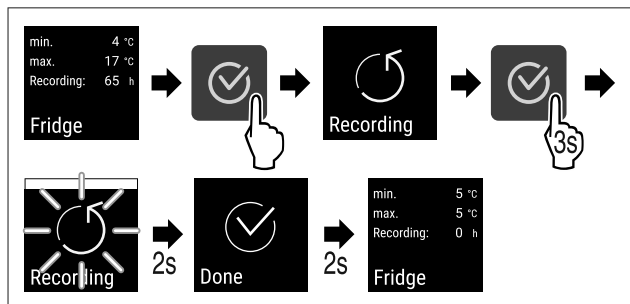 min. 4 °C
max. 17 °C
Recording: 65 h
Fridge
Recording
3s
Recording
2s
Done
2s
min. 5 °C
max. 5 °C
Recording: 0 h
Fridge